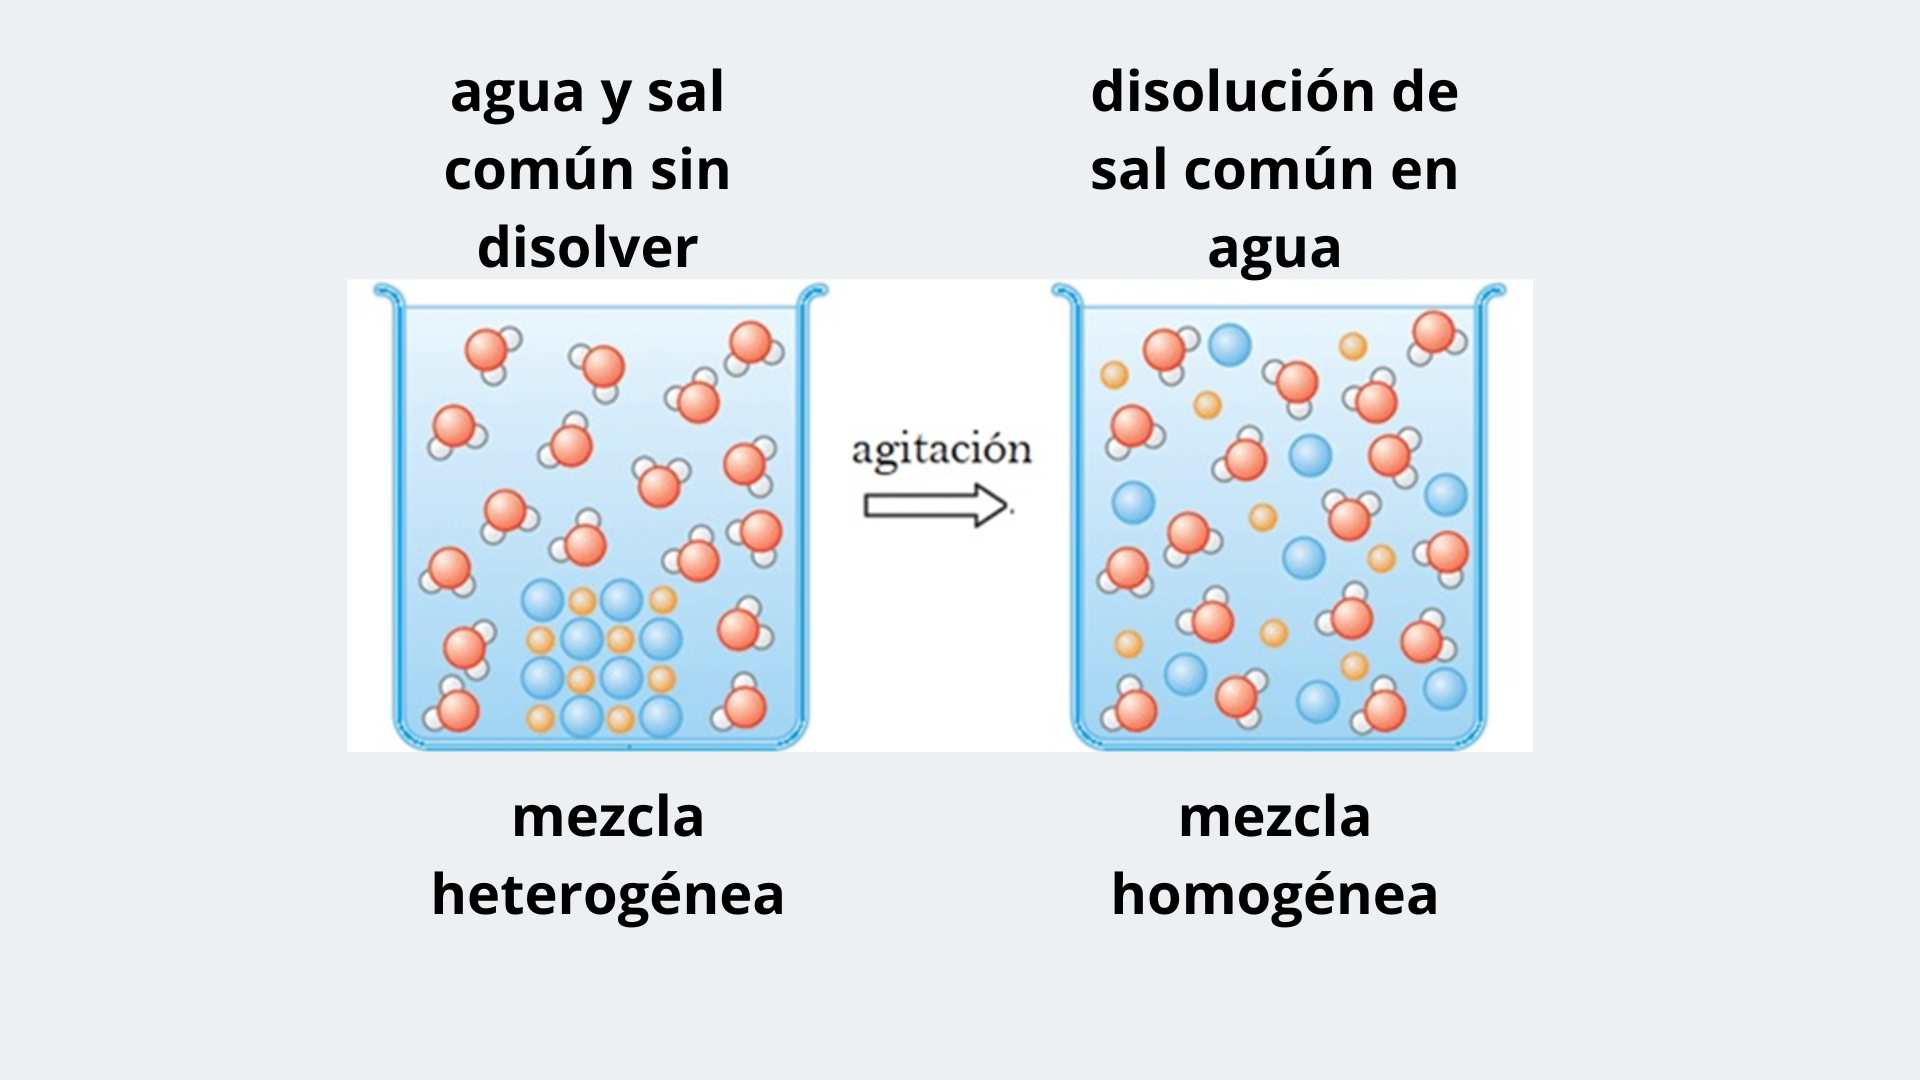 agua y sal
común sin
disolver
disolución de
sal común en
agua
agitación
mezcla
heterogénea
mezcla
homogénea